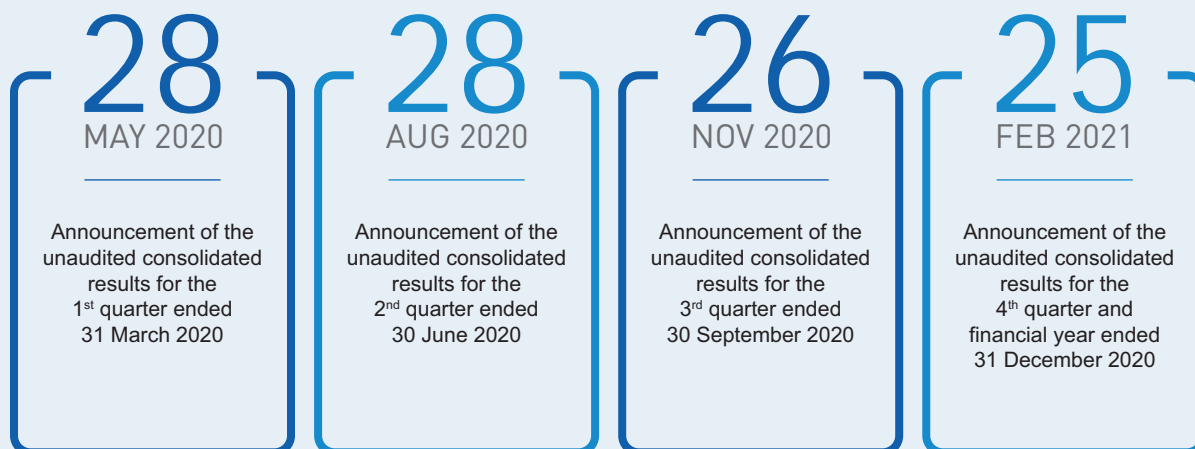 28
MAY 2020
Announcement of the
unaudited consolidated
results for the
1st quarter ended
31 March 2020
28
AUG 2020
Announcement of the
unaudited consolidated
results for the
2nd quarter ended
30 June 2020
26
NOV 2020
Announcement of the
unaudited consolidated
results for the
3rd quarter ended
30 September 2020
25
FEB 2021
Announcement of the
unaudited consolidated
results for the
4th quarter and
financial year ended
31 December 2020